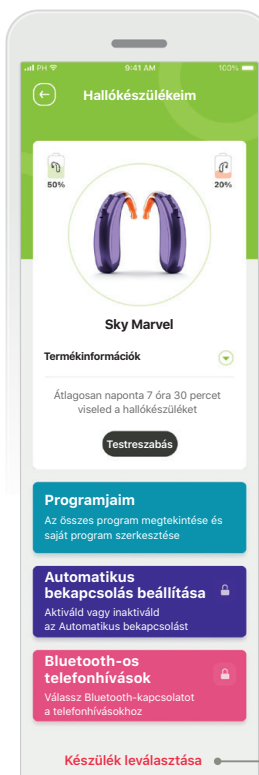 PH 9:41 AM 100%
Hallókészülékeim
50% 20%
Sky Marvel
Termékinformációk
Átlagosan naponta 7 óra 30 percet
viseled a hallókészüléket
Testreszabás
Programjaim
Az összes program megtekintése és
saját program szerkesztése
Automatikus
bekapcsolás beállítása
Aktiváld vagy inaktiváld
az Automatikus bekapcsolást
Bluetooth-os
telefonhívások
Válassz Bluetooth-kapcsolatot
a telefonhívásokhoz
Készülék leválasztása